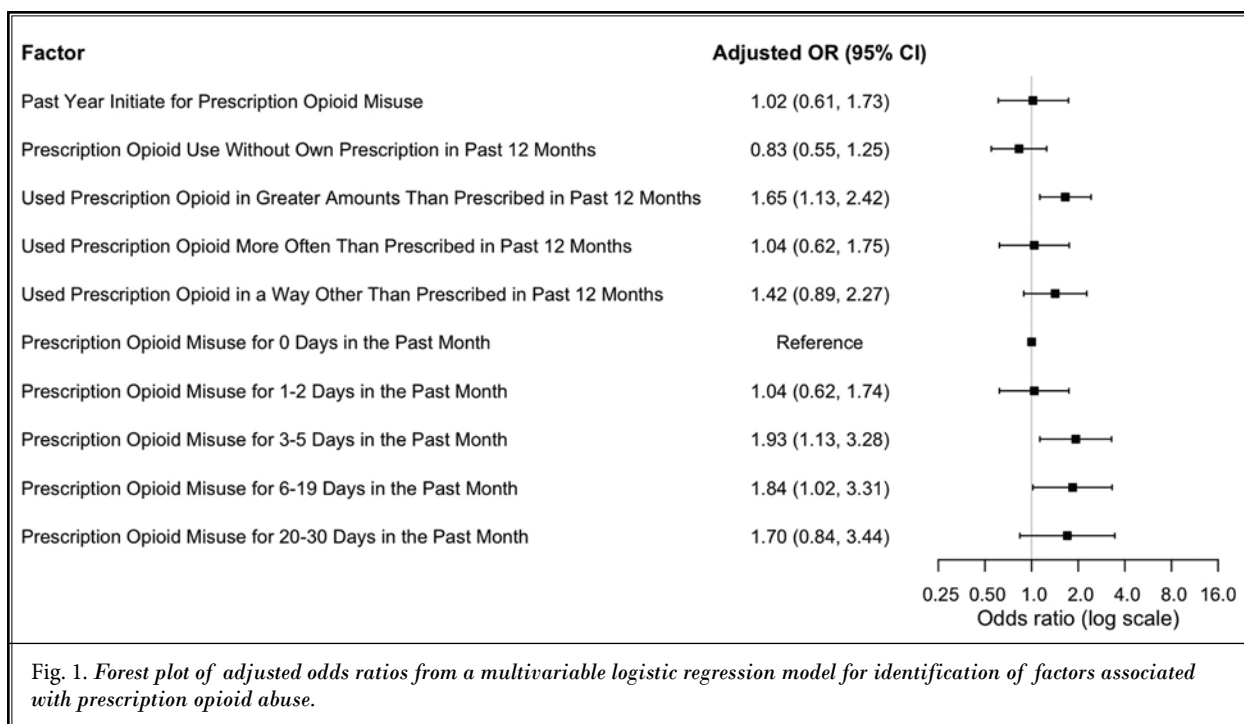 Factor Adjusted OR (95% CI)
Past Year Initiate for Prescription Opioid Misuse 1.02 (0.61, 1.73)
Prescription Opioid Use Without Own Prescription in Past 12 Months 0.83 (0.55, 1.25)
Used Prescription Opioid in Greater Amounts Than Prescribed in Past 12 Months 1.65 (1.13, 2.42)
Used Prescription Opioid More Often Than Prescribed in Past 12 Months 1.04 (0.62, 1.75)
Used Prescription Opioid in a Way Other Than Prescribed in Past 12 Months 1.42 (0.89, 2.27)
Prescription Opioid Misuse for 0 Days in the Past Month Reference
Prescription Opioid Misuse for 1-2 Days in the Past Month 1.04 (0.62, 1.74)
Prescription Opioid Misuse for 3-5 Days in the Past Month 1.93 (1.13, 3.28)
Prescription Opioid Misuse for 6-19 Days in the Past Month 1.84 (1.02, 3.31)
Prescription Opioid Misuse for 20-30 Days in the Past Month 1.70 (0.84, 3.44)
0.25 0.50 1.0 2.0 4.0 8.0 16.0
Odds ratio (log scale)
Fig. 1. Forest plot of adjusted odds ratios from a multivariable logistic regression model for identification of factors associated
with prescription opioid abuse.